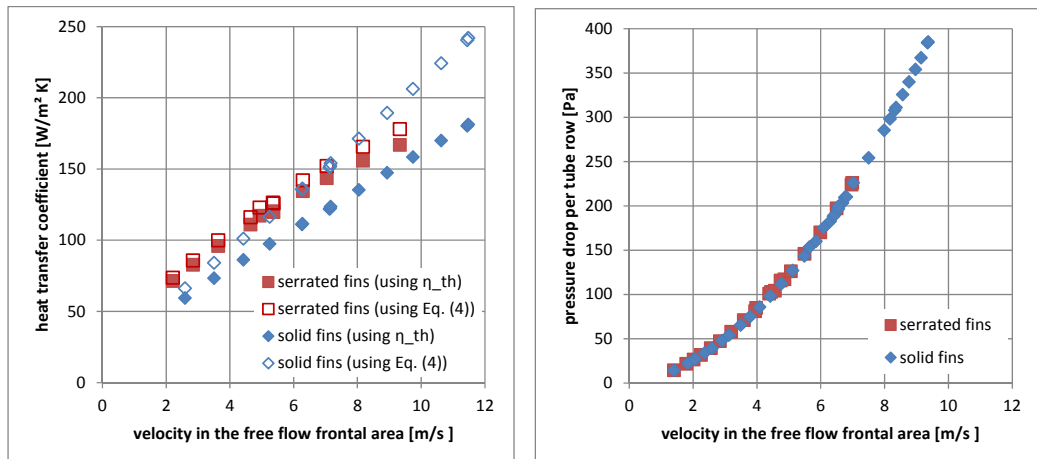 250
200
150
100
50
0
0 2 4 6 8 10 12
heat transfer coefficient [W/m² K]
velocity in the free flow frontal area [m/s ]
serrated fins (using η_th)
serrated fins (using Eq. (4))
solid fins (using η_th)
solid fins (using Eq. (4))
400
350
300
250
200
150
100
50
0
0 2 4 6 8 10 12
pressure drop per tube row [Pa]
velocity in the free flow frontal area [m/s ]
serrated fins
solid fins